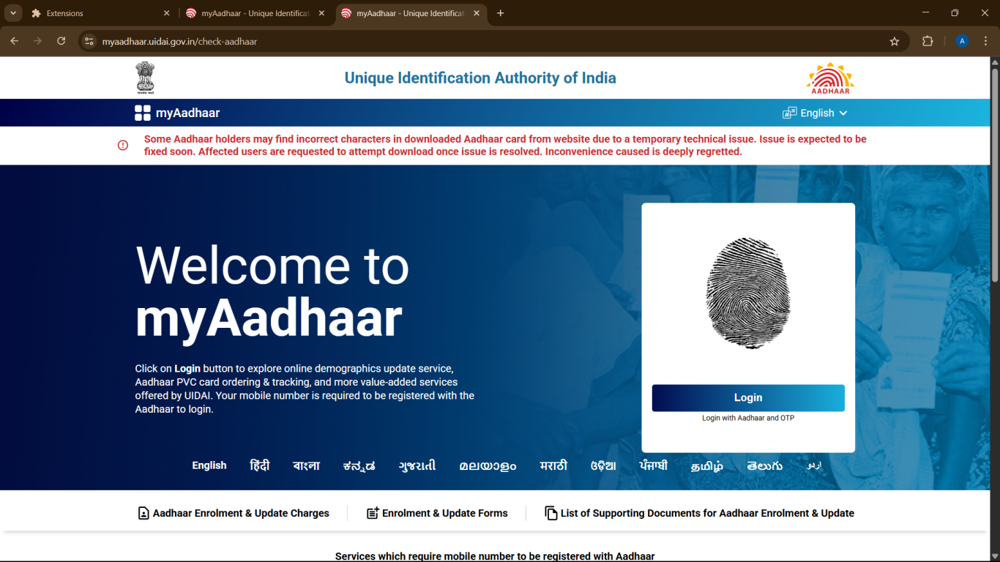 Extensions
myAadhaar - Unique Identificat
myAadhaar - Unique Identificat
myaadhaar.uidai.gov.in/check-aadhaar
A
सत्यमेव जयते
Unique Identification Authority of India
AADHAAR
myAadhaar
English
Some Aadhaar holders may find incorrect characters in downloaded Aadhaar card from website due to a temporary technical issue. Issue is expected to be
fixed soon. Affected users are requested to attempt download once issue is resolved. Inconvenience caused is deeply regretted.
Welcome to
myAadhaar
Click on Login button to explore online demographics update service,
Aadhaar PVC card ordering & tracking, and more value-added services
offered by UIDAI. Your mobile number is required to be registered with the
Aadhaar to login.
Login
Login with Aadhaar and OTP
English हिंदी বাংলা ಕನ್ನಡ ગુજરાતી മലയാളം मराठी ଓଡ଼ିଆ ਪੰਜਾਬੀ தமிழ் తెలుగు اردو
Aadhaar Enrolment & Update Charges Enrolment & Update Forms List of Supporting Documents for Aadhaar Enrolment & Update
Services which require mobile number to be registered with Aadhaar